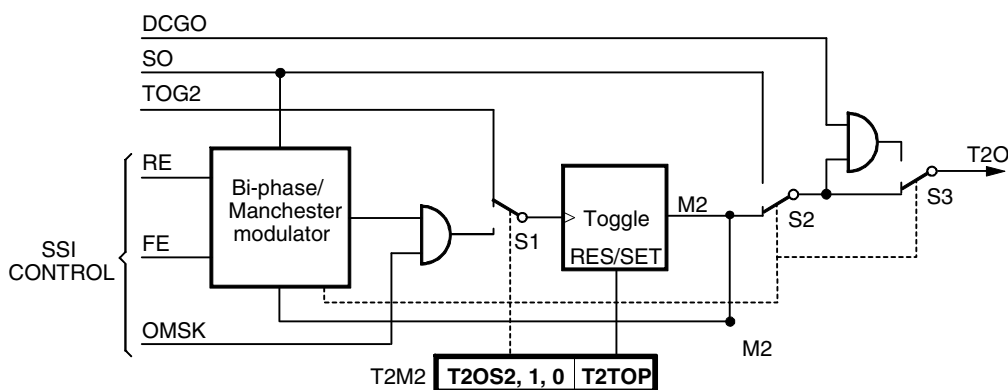 DCGO
SO
TOG2
RE
FE
SSI
CONTROL
OMSK
Bi-phase/
Manchester
modulator
S1
Toggle
RES/SET
M2
S2
S3
T2O
M2
T2M2
T2OS2, 1, 0
T2TOP